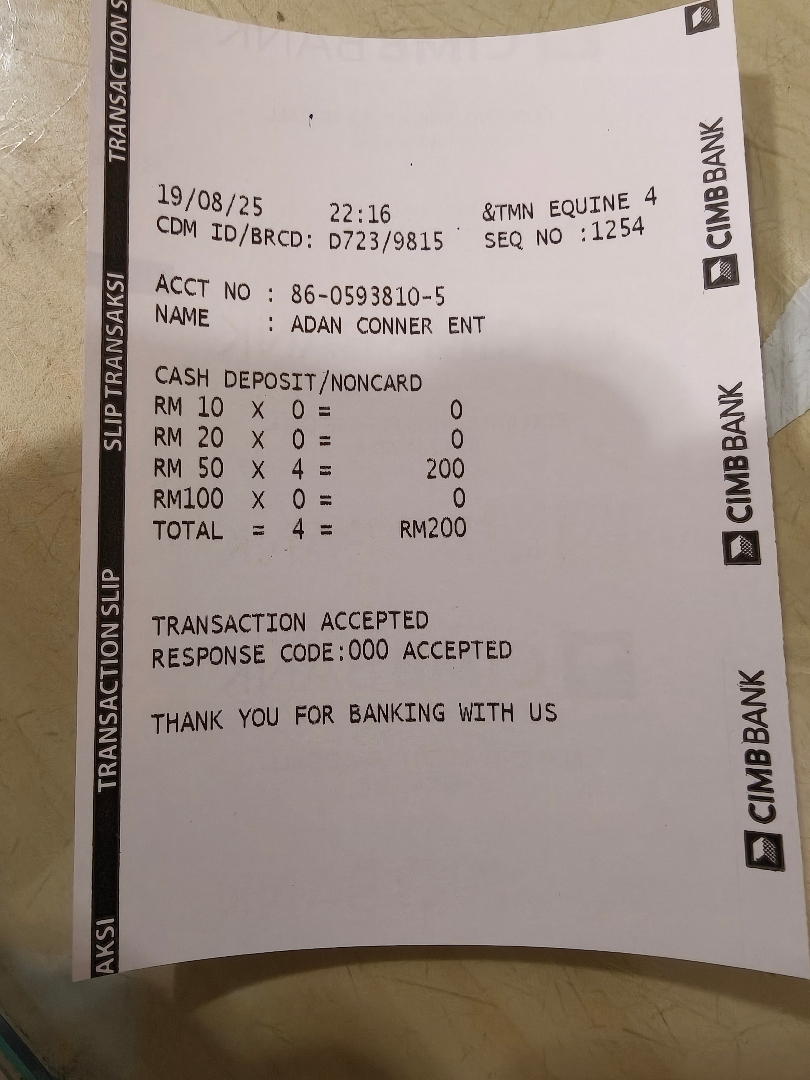 19/08/25 22:16 &TMN EQUINE 4
CDM ID/BRCD: D723/9815 SEQ NO :1254
ACCT NO : 86-0593810-5
NAME : ADAN CONNER ENT
CASH DEPOSIT/NONCARD
RM 10 X 0 = 0
RM 20 X 0 = 0
RM 50 X 4 = 200
RM100 X 0 = 0
TOTAL = 4 = RM200
TRANSACTION ACCEPTED
RESPONSE CODE:000 ACCEPTED
THANK YOU FOR BANKING WITH US
TRANSACTION S
SLIP TRANSAKSI
TRANSACTION SLIP
AKSI
CIMB BANK
CIMB BANK
CIMB BANK